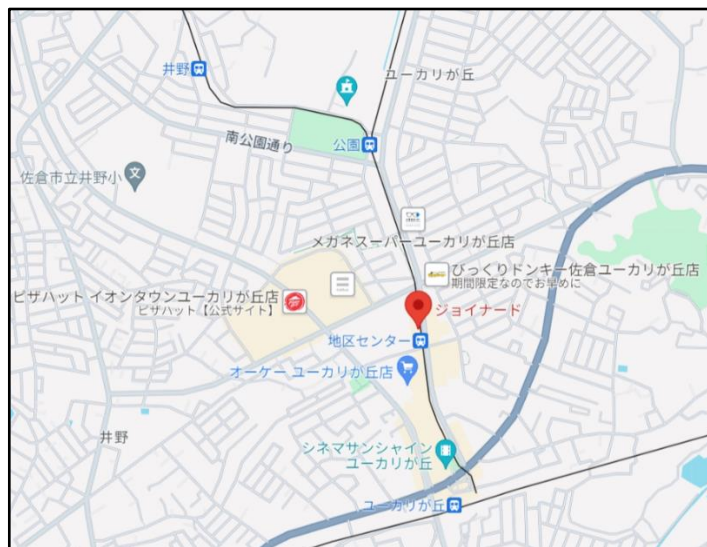 井野
ユーカリが丘
南公園通り
公園
佐倉市立井野小
メガネスーパーユーカリが丘店
びっくりドンキー佐倉ユーカリが丘店
期間限定なのでお早めに
ピザハット イオンタウンユーカリが丘店
ピザハット【公式サイト】
ジョイナード
地区センター
オーケー ユーカリが丘店
井野
シネマサンシャイン
ユーカリが丘
ユーカリが丘